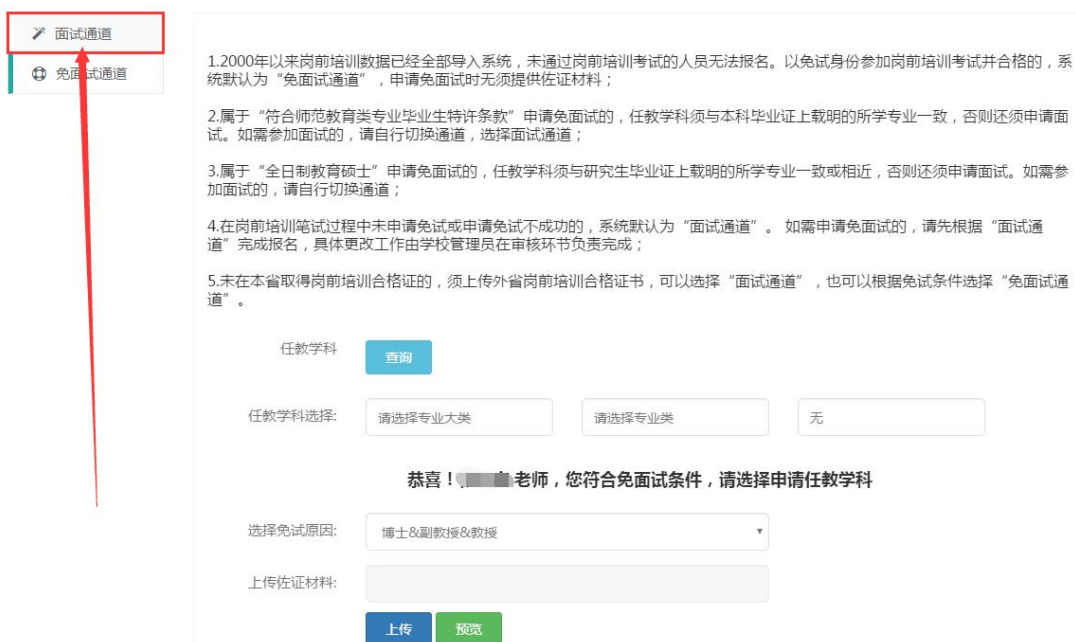 面试通道
免面试通道
1.2000年以来岗前培训数据已经全部导入系统，未通过岗前培训考试的人员无法报名。以免试身份参加岗前培训考试并合格的，系
统默认为“免面试通道”，申请免面试时无须提供佐证材料；
2.属于“符合师范教育类专业毕业生特许条款”申请免面试的，任教学科须与本科毕业证上载明的所学专业一致，否则还须申请面
试。如需参加面试的，请自行切换通道，选择面试通道；
3.属于“全日制教育硕士”申请免面试的，任教学科须与研究生毕业证上载明的所学专业一致或相近，否则还须申请面试。如需参
加面试的，请自行切换通道；
4.在岗前培训笔试过程中未申请免试或申请免试不成功的，系统默认为“面试通道”。 如需申请免面试的，请先根据“面试通
道”完成报名，具体更改工作由学校管理员在审核环节负责完成；
5.未在本省取得岗前培训合格证的，须上传外省岗前培训合格证书，可以选择“面试通道”，也可以根据免试条件选择“免面试通
道”。
任教学科 查询
任教学科选择: 请选择专业大类 请选择专业类 无
恭喜！老师，您符合免面试条件，请选择申请任教学科
选择免试原因: 博士&副教授&教授
上传佐证材料:
上传 预览